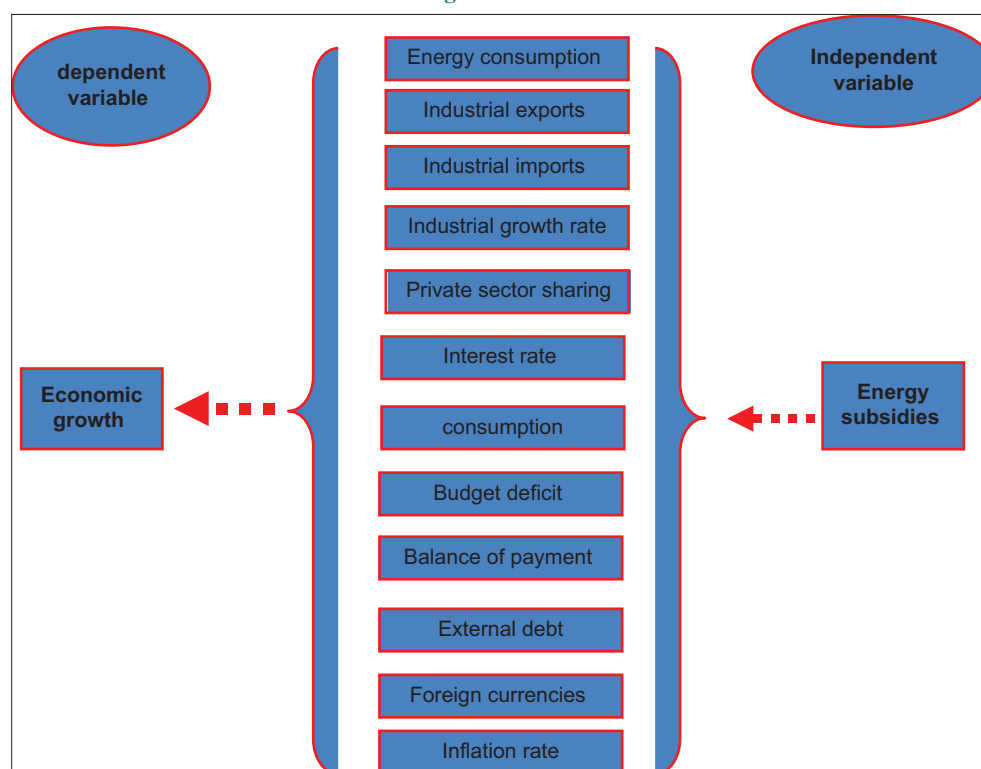 dependent
variable
Energy consumption
Industrial exports
Industrial imports
Industrial growth rate
Private sector sharing
Interest rate
consumption
Budget deficit
Balance of payment
External debt
Foreign currencies
Inflation rate
Independent
variable
Economic
growth
Energy
subsidies